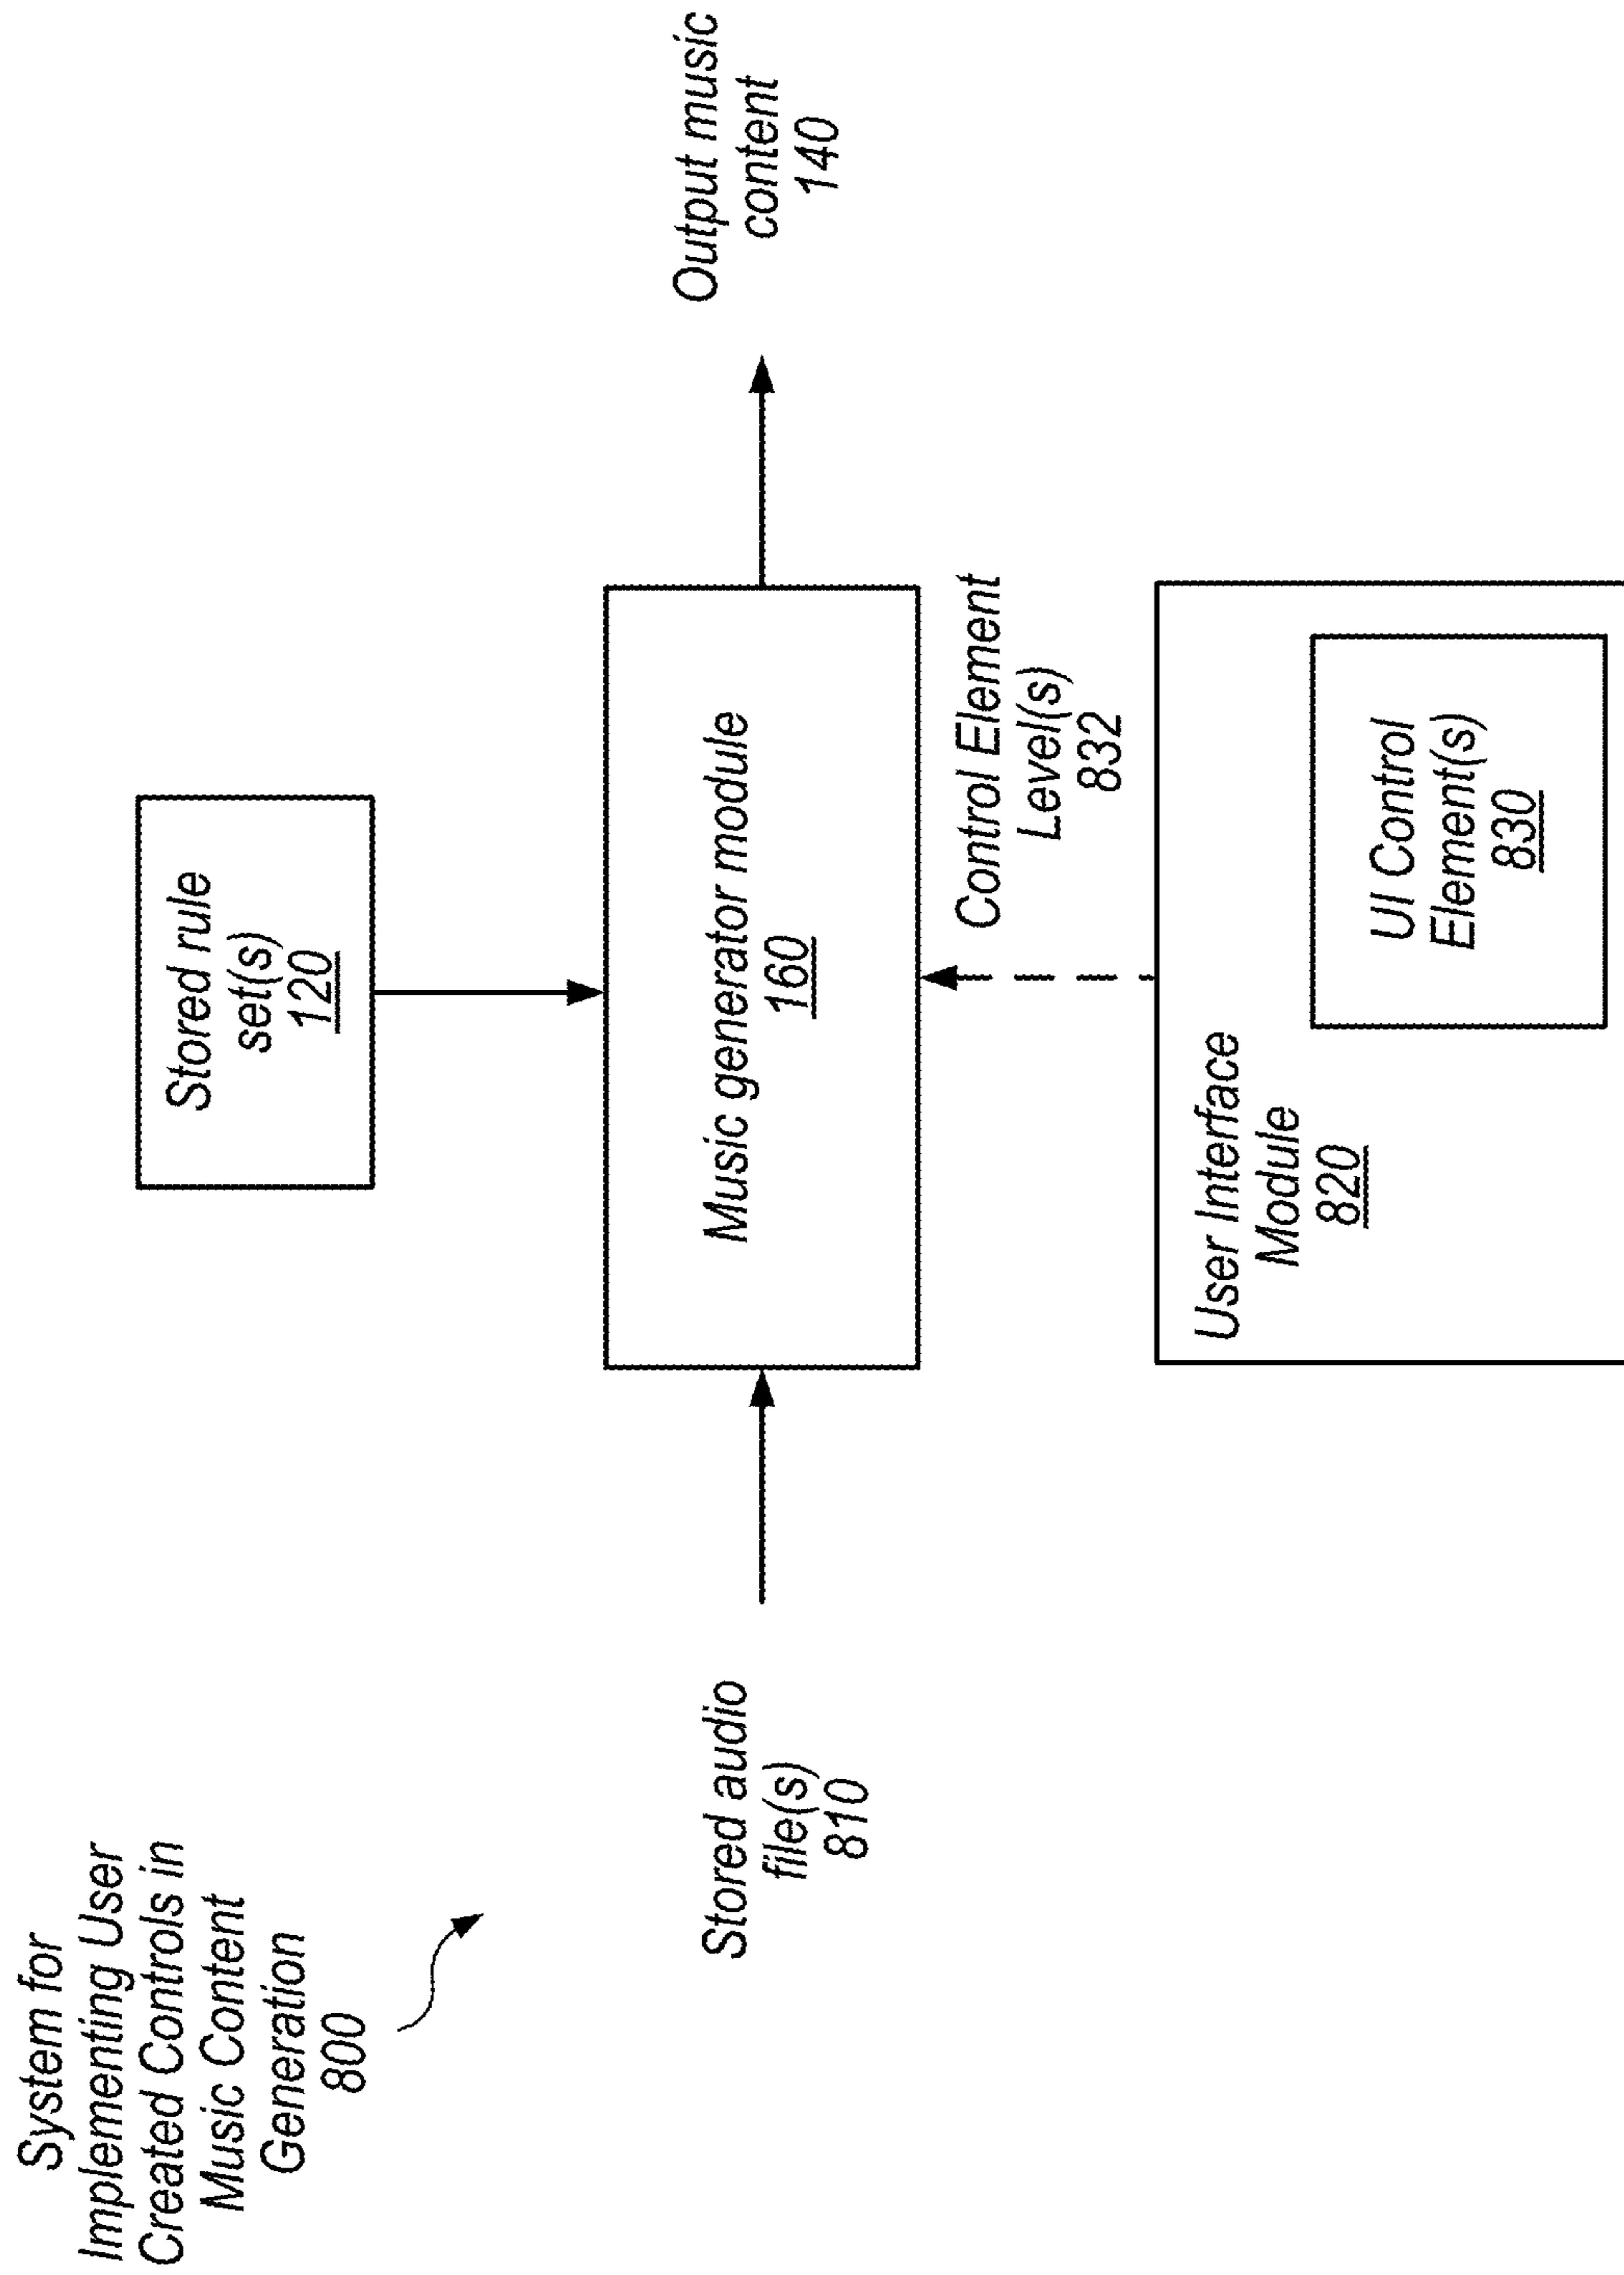 System for
Implementing User
Created Controls in
Music Content
Generation
800
Stored rule
set(s)
120
Stored audio
file(s)
810
Music generator module
160
Output music
content
140
Control Element
Level(s)
832
User Interface
Module
820
UI Control
Element(s)
830